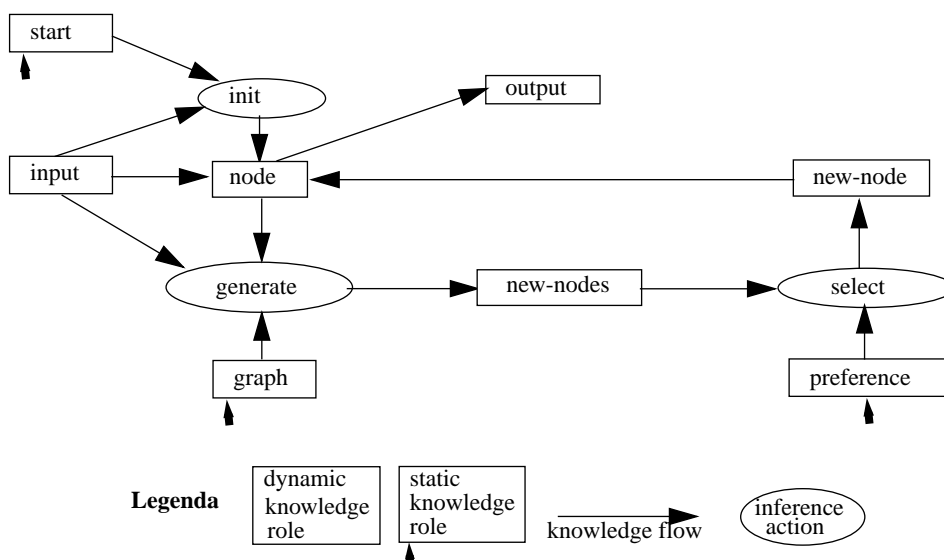 start
init
output
input
node
new-node
generate
new-nodes
select
graph
preference
Legenda
dynamic
knowledge
role
static
knowledge
role
knowledge flow
inference
action